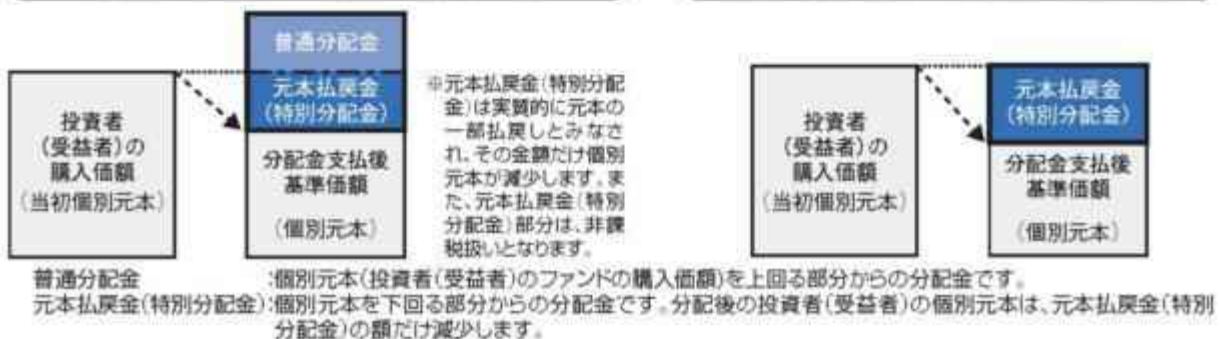 普通分配金
元本払戻金
(特別分配金)
投資者
(受益者)の
購入価額
(当初個別元本)
分配金支払後
基準価額
(個別元本)
※元本払戻金(特別分配
金)は実質的に元本の
一部払戻しとみなさ
れ、その金額だけ個別
元本が減少します。ま
た、元本払戻金(特別
分配金)部分は、非課
税扱いとなります。
投資者
(受益者)の
購入価額
(当初個別元本)
元本払戻金
(特別分配金)
分配金支払後
基準価額
(個別元本)
普通分配金 :個別元本(投資者(受益者)のファンドの購入価額)を上回る部分からの分配金です。
元本払戻金(特別分配金):個別元本を下回る部分からの分配金です。分配後の投資者(受益者)の個別元本は、元本払戻金(特別
分配金)の額だけ減少します。